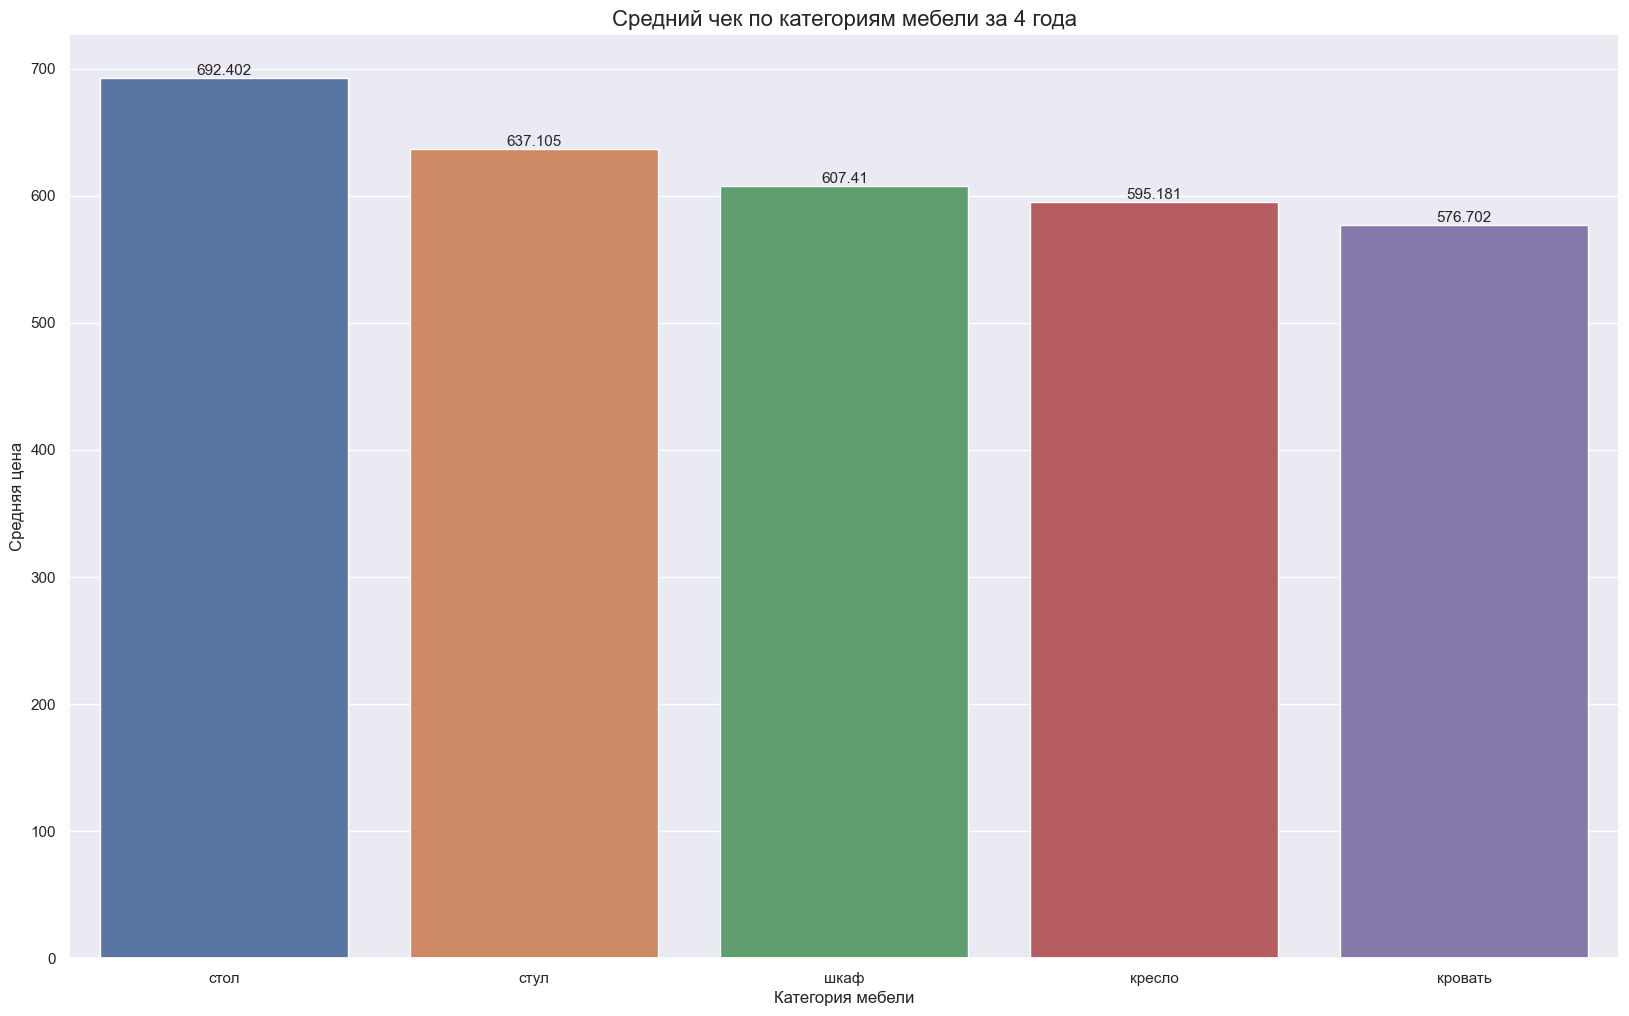 Средний чек по категориям мебели за 4 года
Средняя цена
700
600
500
400
300
200
100
0
692.402
637.105
607.41
595.181
576.702
стол
стул
шкаф
кресло
кровать
Категория мебели